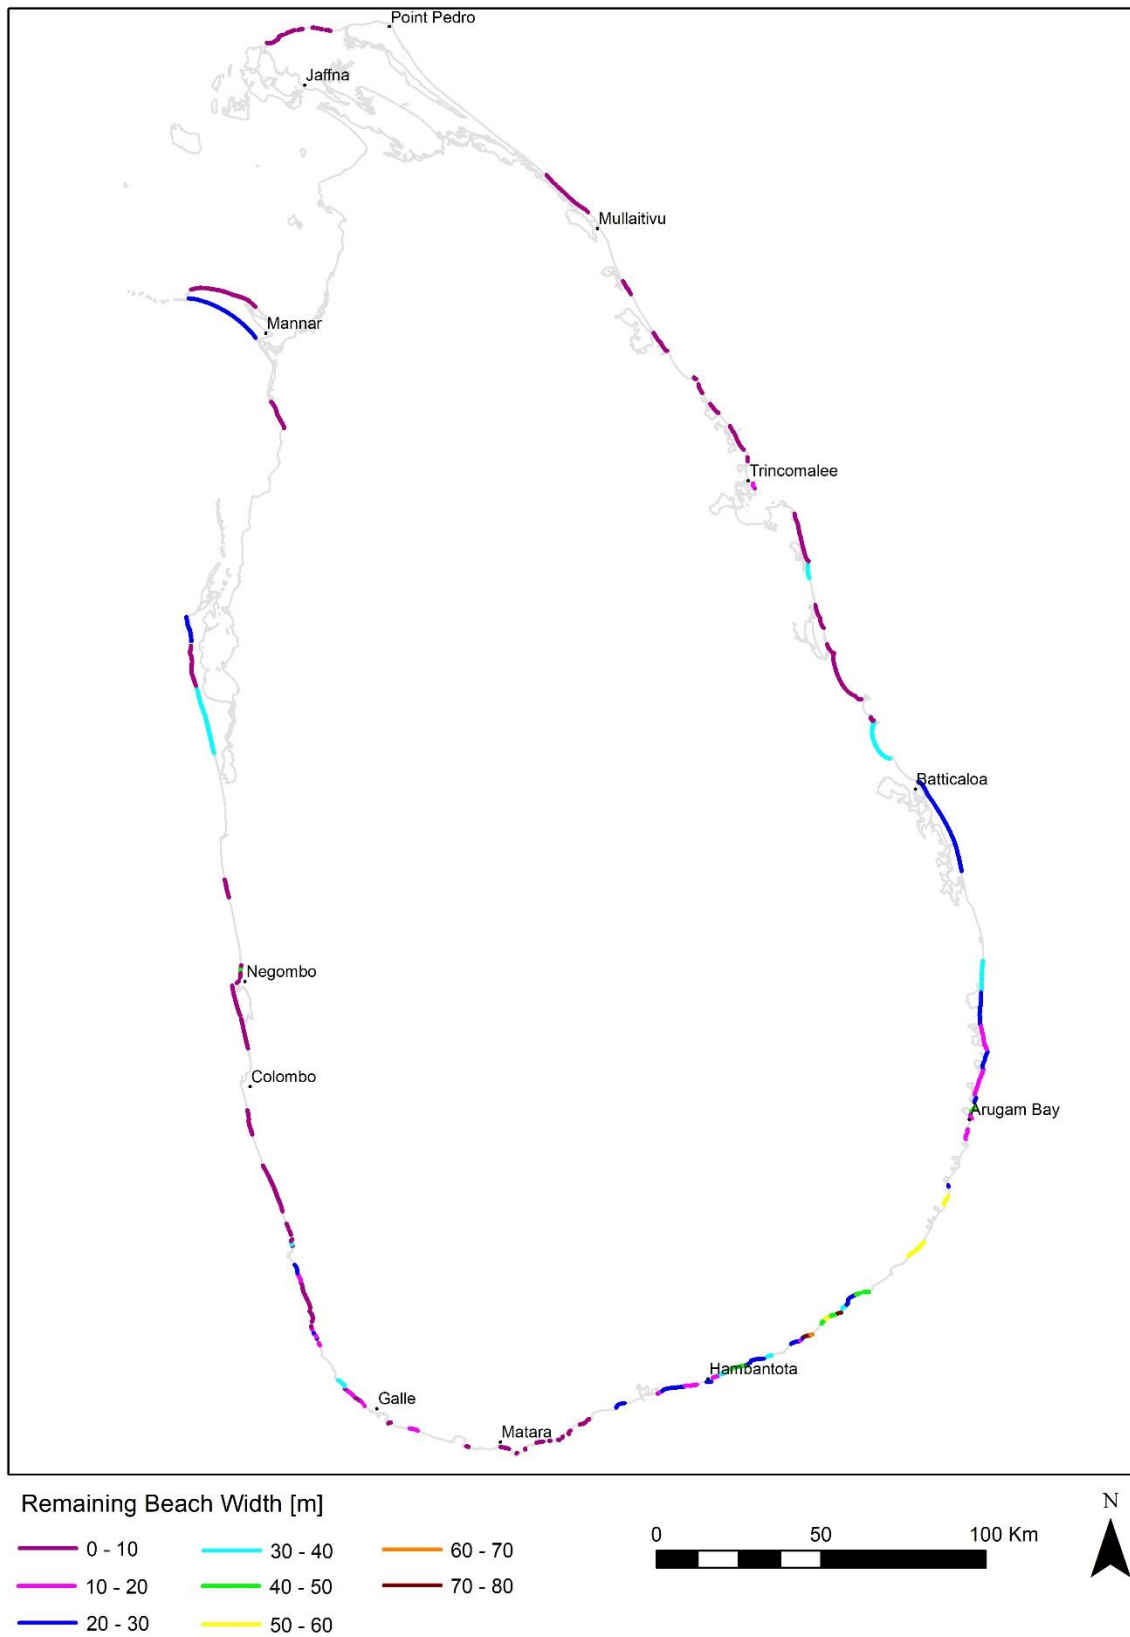 Point Pedro
Jaffna
Mullaitivu
Mannar
Trincomalee
Batticaloa
Negombo
Colombo
Arugam Bay
Hambantota
Galle
Matara
Remaining Beach Width [m]
0 - 10
10 - 20
20 - 30
30 - 40
40 - 50
50 - 60
60 - 70
70 - 80
0 50 100 Km
N